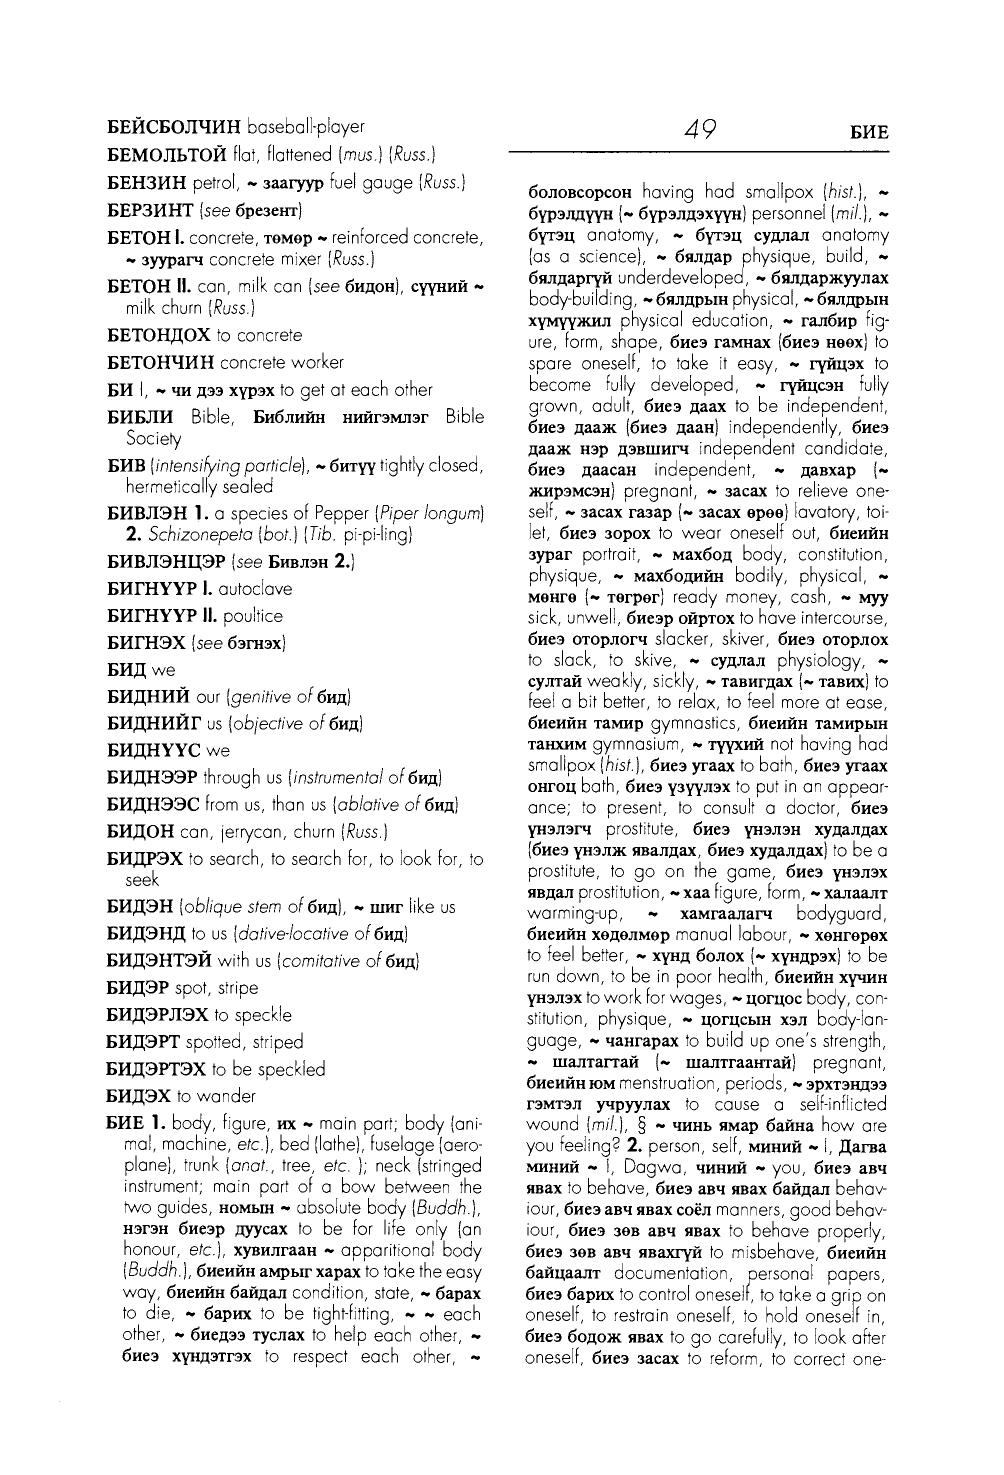 БЕЙСБОЛЧИН baseball-player
БЕМОЛЬТОЙ flat, flattened (mus.) (Russ.)
БЕНЗИН petrol, ~ заагуур fuel gauge (Russ.)
БЕРЗИНТ (see брезент)
БЕТОН I. concrete, төмөр ~ reinforced concrete,
~ зуурагч concrete mixer (Russ.)
БЕТОН II. can, milk can (see бидон), сүүний ~
milk churn (Russ.)
БЕТОНДОХ to concrete
БЕТОНЧИН concrete worker
БИ I, ~ чи дээ хүрэх to get at each other
БИБЛИ Bible, Библийн нийгэмлэг Bible
Society
БИВ (intensifying particle), ~ битүү tightly closed,
hermetically sealed
БИВЛЭН 1. a species of Pepper (Piper longum)
2. Schizonepeta (bot.) (Tib. pi-pi-ling)
БИВЛЭНЦЭР (see Бивлэн 2.)
БИГНҮҮР I. autoclave
БИГНҮҮР II. poultice
БИГНЭХ (see бэгнэх)
БИД we
БИДНИЙ our (genitive of бид)
БИДНИЙГ us (objective of бид)
БИДНҮҮС we
БИДНЭЭР through us (instrumental of бид)
БИДНЭЭС from us, than us (ablative of бид)
БИДОН can, jerrycan, churn (Russ.)
БИДРЭХ to search, to search for, to look for, to
seek
БИДЭН (oblique stem of бид), ~ шиг like us
БИДЭНД to us (dative-locative of бид)
БИДЭНТЭЙ with us (comitative of бид)
БИДЭР spot, stripe
БИДЭРЛЭХ to speckle
БИДЭРТ spotted, striped
БИДЭРТЭХ to be speckled
БИДЭХ to wander
БИЕ 1. body, figure, их ~ main part; body (ani-
mal, machine, etc.), bed (lathe), fuselage (aero-
plane), trunk (anat., tree, etc. ); neck (stringed
instrument; main part of a bow between the
two guides, номын ~ absolute body (Buddh.),
нэгэн биеэр дуусах to be for life only (an
honour, etc.), хувилгаан ~ apparitional body
(Buddh.), биеийн амрыг харах to take the easy
way, биеийн байдал condition, state, ~ барах
to die, ~ барих to be tight-fitting, ~ ~ each
other, ~ биедээ туслах to help each other, ~
биеэ хүндэтгэх to respect each other, ~
49 БИЕ
боловсорсон having had smallpox (hist.), ~
бүрэлдүүн (~ бүрэлдэхүүн) personnel (mil.), ~
бүтэц anatomy, ~ бүтэц судлал anatomy
(as a science), ~ бялдар physique, build, ~
бялдаргүй underdeveloped, ~ бялдаржуулах
body-building, ~ бялдрын physical, ~ бялдрын
хүмүүжил physical education, ~ галбир fig-
ure, form, shape, биеэ гамнах (биеэ нөөх) to
spare oneself, to take it easy, ~ гүйцэх to
become fully developed, ~ гүйцсэн fully
grown, adult, биеэ даах to be independent,
биеэ дааж (биеэ даан) independently, биеэ
дааж нэр дэвшигч independent candidate,
биеэ даасан independent, ~ давхар (~
жирэмсэн) pregnant, ~ засах to relieve one-
self, ~ засах газар (~ засах өрөө) lavatory, toi-
let, биеэ зорох to wear oneself out, биеийн
зураг portrait, ~ махбод body, constitution,
physique, ~ махбодийн bodily, physical, ~
мөнгө (~ төгрөг) ready money, cash, ~ муу
sick, unwell, биеэр ойртох to have intercourse,
биеэ оторлогч slacker, skiver, биеэ оторлох
to slack, to skive, ~ судлал physiology, ~
султай weakly, sickly, ~ тавигдах (~ тавих) to
feel a bit better, to relax, to feel more at ease,
биеийн тамир gymnastics, биеийн тамирын
танхим gymnasium, ~ түүхий not having had
smallpox (hist.), биеэ угаах to bath, биеэ угаах
онгоц bath, биеэ үзүүлэх to put in an appear-
ance; to present, to consult a doctor, биеэ
үнэлэгч prostitute, биеэ үнэлэн худалдах
(биеэ үнэлж явалдах, биеэ худалдах) to be a
prostitute, to go on the game, биеэ үнэлэх
явдал prostitution, ~ хаа figure, form, ~ халаалт
warming-up, ~ хамгаалагч bodyguard,
биеийн хөдөлмөр manual labour, ~ хөнгөрөх
to feel better, ~ хүнд болох (~ хүндрэх) to be
run down, to be in poor health, биеийн хүчин
үнэлэх to work for wages, ~ цогцос body, con-
stitution, physique, ~ цогцсын хэл body-lan-
guage, ~ чангарах to build up one's strength,
~ шалтагтай (~ шалтгаантай) pregnant,
биеийн юм menstruation, periods, ~ эрхтэндээ
гэмтэл учруулах to cause a self-inflicted
wound (mil.), § ~ чинь ямар байна how are
you feeling? 2. person, self, миний ~ I, Дагва
миний ~ I, Dagwa, чиний ~ you, биеэ авч
явах to behave, биеэ авч явах байдал behav-
iour, биеэ авч явах соёл manners, good behav-
iour, биеэ зөв авч явах to behave properly,
биеэ зөв авч явахгүй to misbehave, биеийн
байцаалт documentation, personal papers,
биеэ барих to control oneself, to take a grip on
oneself, to restrain oneself, to hold oneself in,
биеэ бодож явах to go carefully, to look after
oneself, биеэ засах to reform, to correct one-